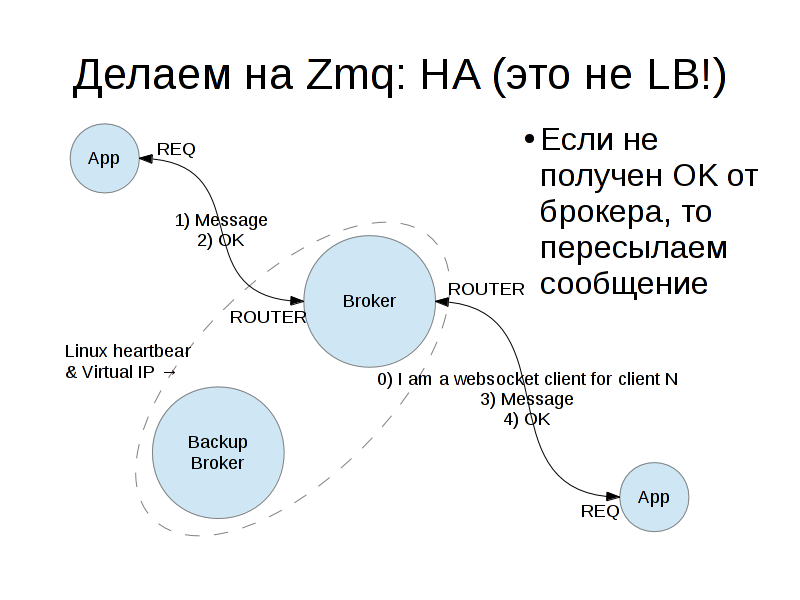 Делаем на Zmq: HA (это не LB!)
App
REQ
1) Message
2) OK
• Если не
получен OK от
брокера, то
пересылаем
сообщение
Broker
ROUTER
ROUTER
Linux heartbear
& Virtual IP →
0) I am a websocket client for client N
3) Message
4) OK
Backup
Broker
App
REQ